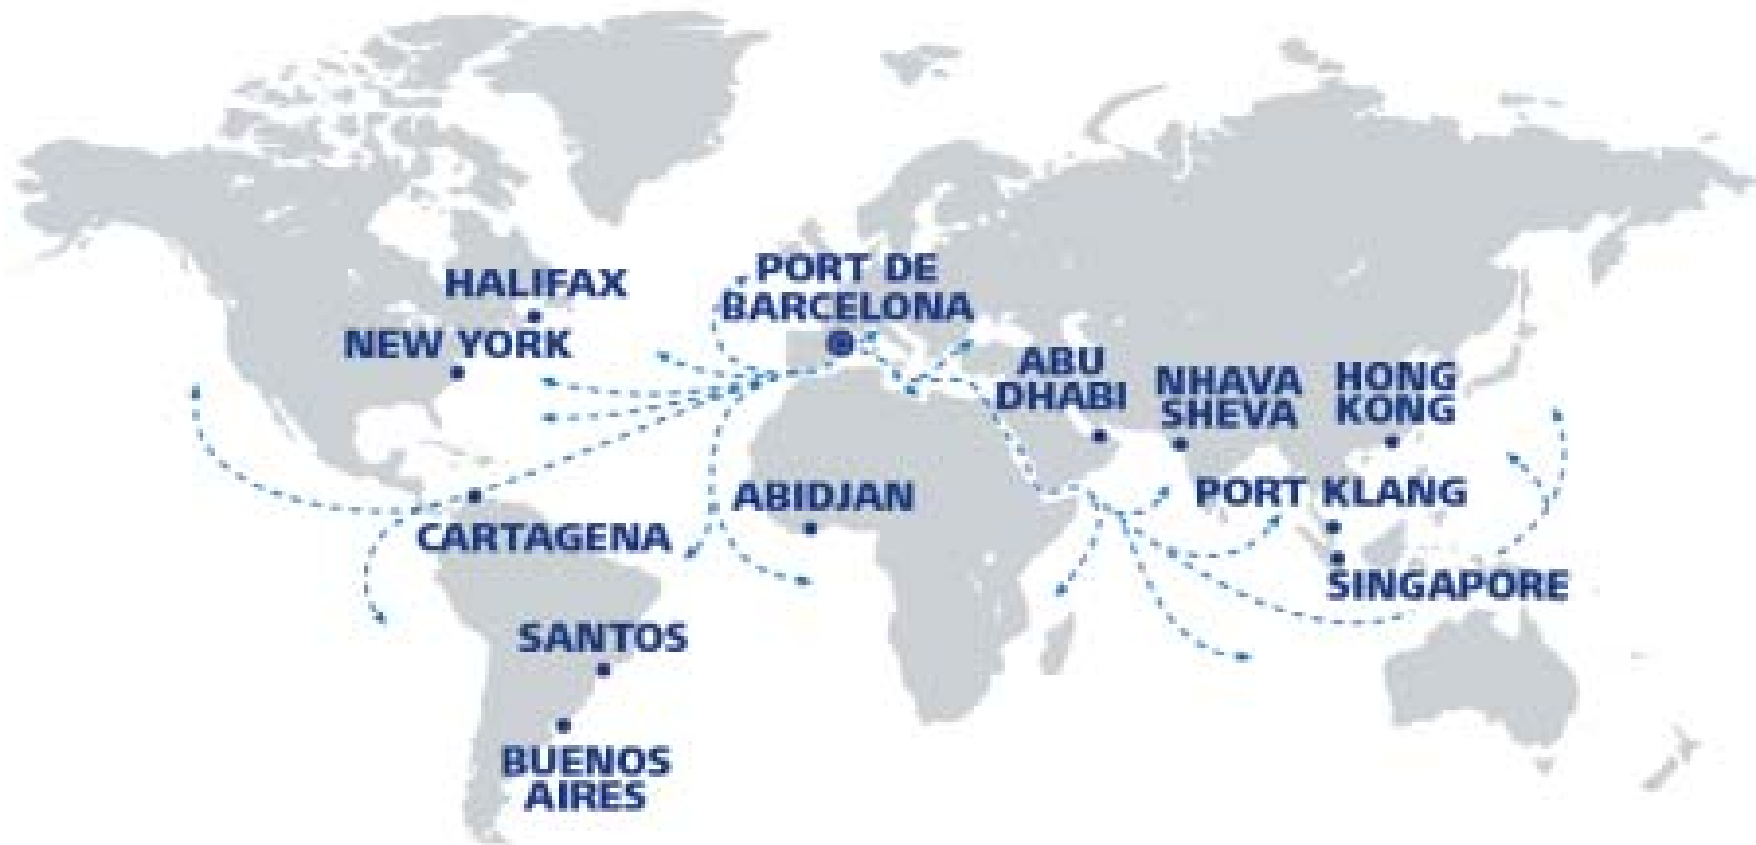 PORT DE
BARCELONA
HALIFAX
NEW YORK
ABU
DHABI
NHAVA
SHEVA
HONG
KONG
PORT KLANG
ABIDJAN
CARTAGENA
SINGAPORE
SANTOS
BUENOS
AIRES